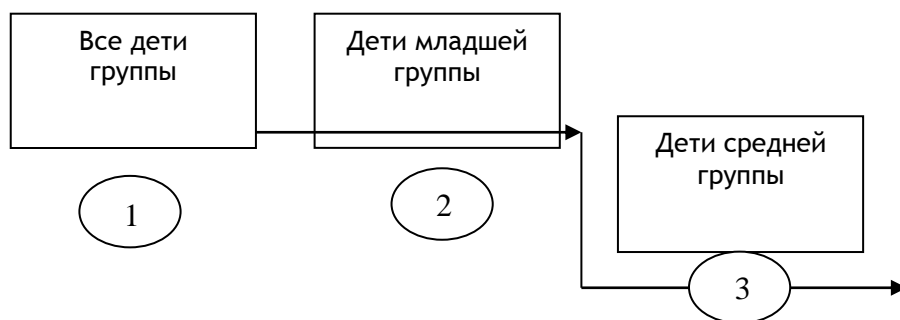 Все дети
группы
Дети младшей
группы
Дети средней
группы
1
2
3